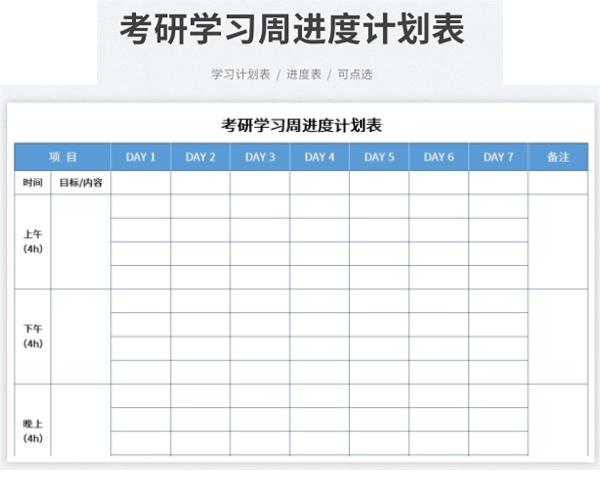 考研学习周进度计划表
学习计划表 / 进度表 / 可点选
考研学习周进度计划表
项 目 DAY 1 DAY 2 DAY 3 DAY 4 DAY 5 DAY 6 DAY 7 备注
时间 目标/内容
上午
(4h)
下午
(4h)
晚上
(4h)